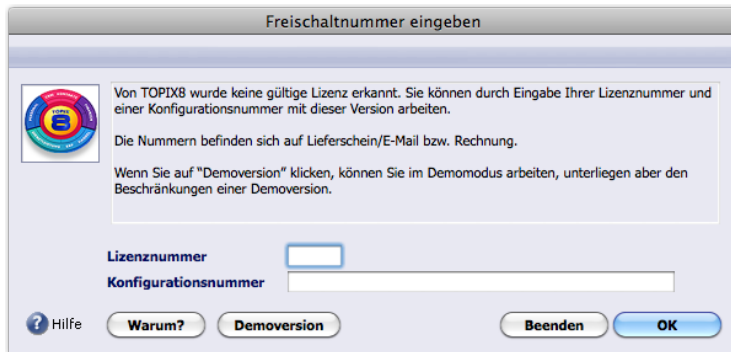 Freischaltnummer eingeben
Von TOPIX8 wurde keine gültige Lizenz erkannt. Sie können durch Eingabe Ihrer Lizenznummer und
einer Konfigurationsnummer mit dieser Version arbeiten.
Die Nummern befinden sich auf Lieferschein/E-Mail bzw. Rechnung.
Wenn Sie auf “Demoversion” klicken, können Sie im Demomodus arbeiten, unterliegen aber den
Beschränkungen einer Demoversion.
TOPIX
8
Lizenznummer
Konfigurationsnummer
? Hilfe
Warum?
Demoversion
Beenden
OK